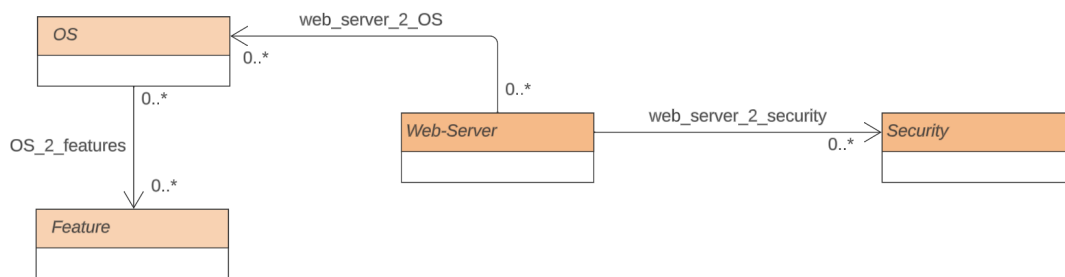 web_server_2_OS
OS
0..*
0..*
0..*
web_server_2_security
Web-Server
Security
OS_2_features
0..*
0..*
Feature